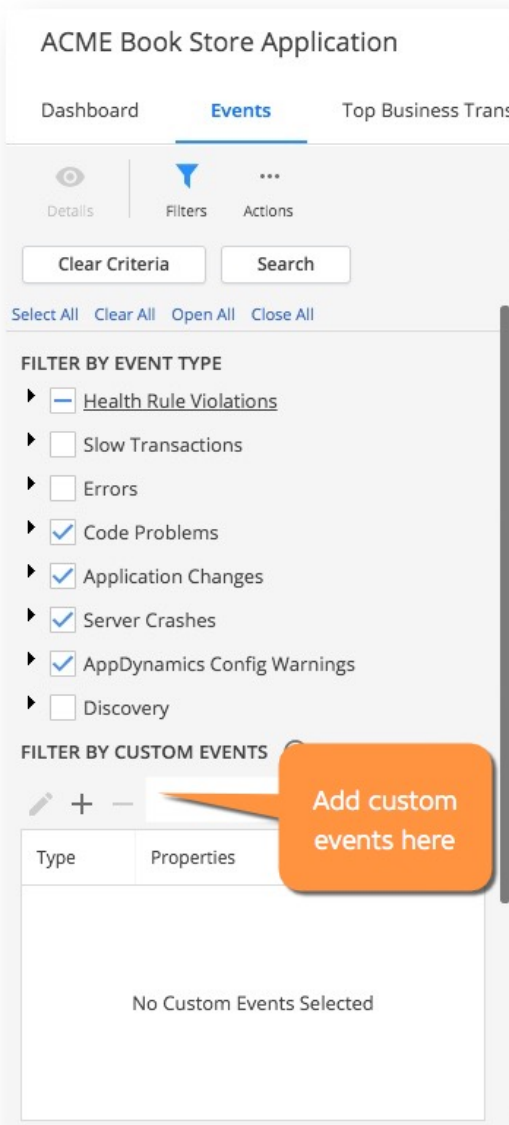 ACME Book Store Application
Dashboard Events Top Business Trans
Details Filters Actions
Clear Criteria Search
Select All Clear All Open All Close All
FILTER BY EVENT TYPE
Health Rule Violations
Slow Transactions
Errors
Code Problems
Application Changes
Server Crashes
AppDynamics Config Warnings
Discovery
FILTER BY CUSTOM EVENTS
Add custom
events here
Type Properties
No Custom Events Selected